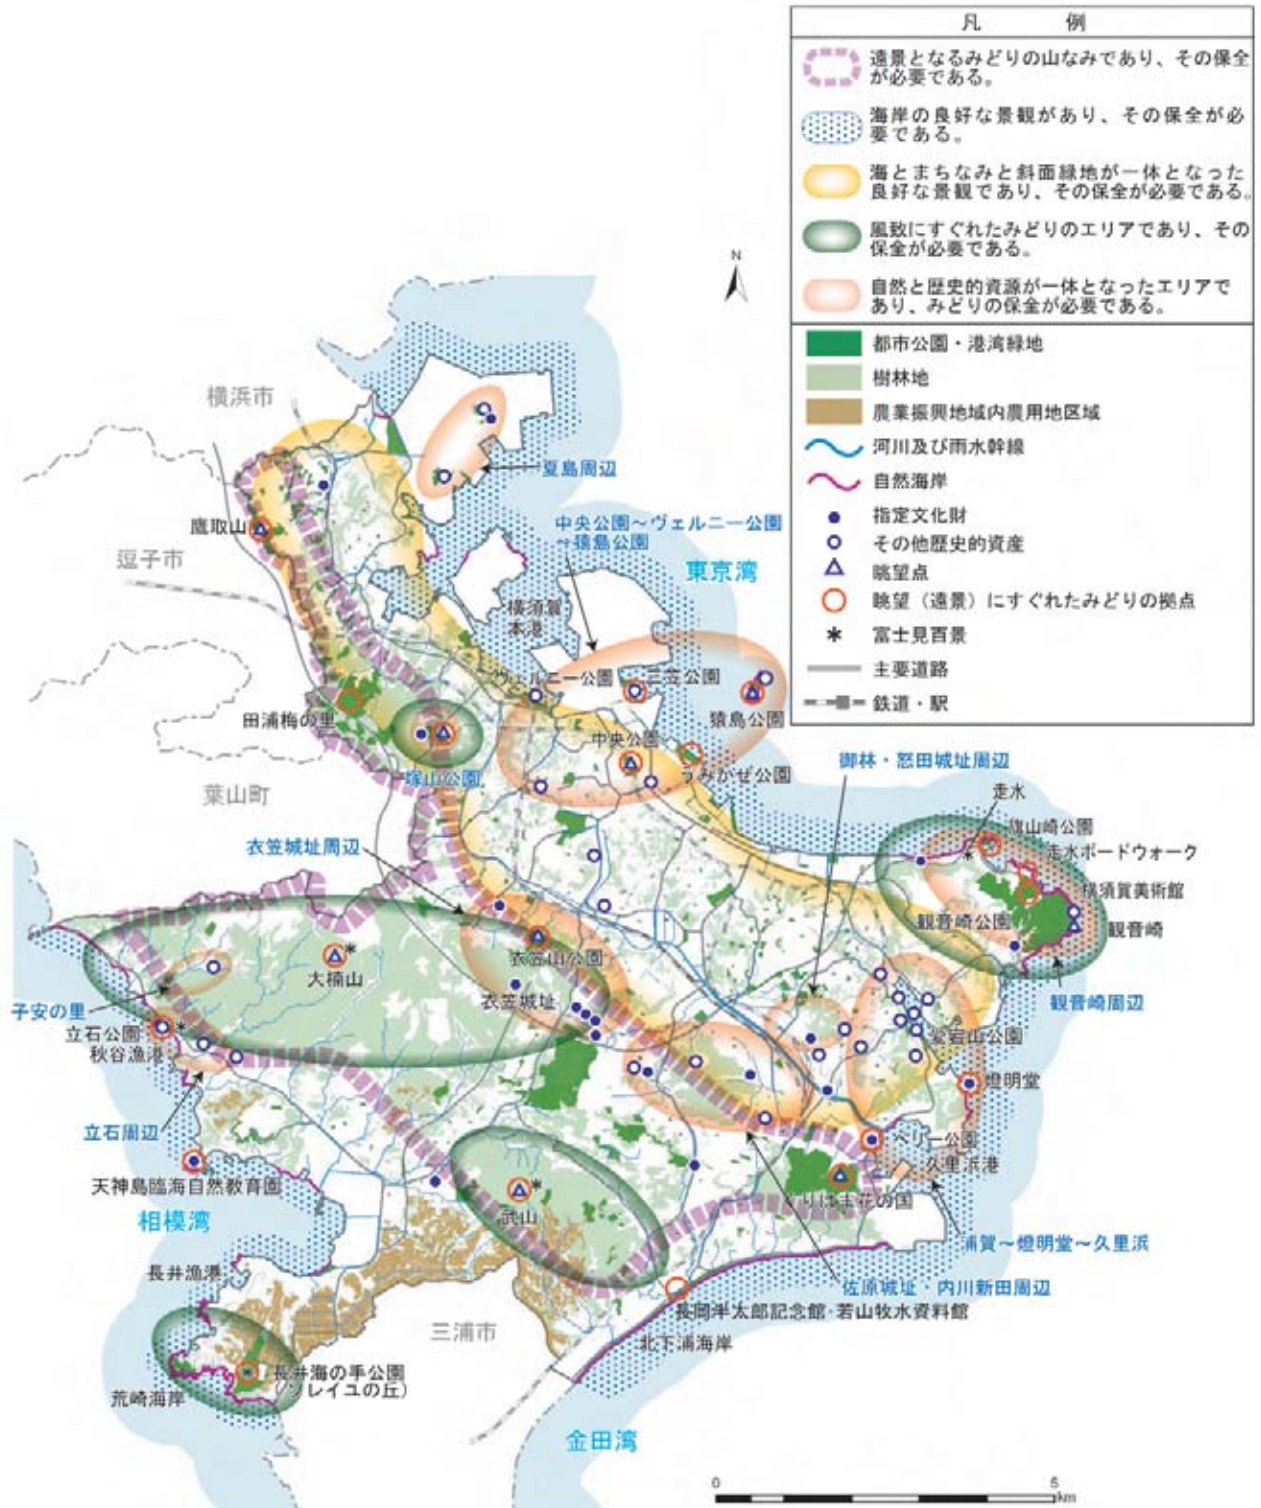 凡 例
遠景となるみどりの山なみであり、その保全
が必要である。
海岸の良好な景観があり、その保全が必
要である。
海とまちなみと斜面緑地が一体となった
良好な景観であり、その保全が必要である。
風致にすぐれたみどりのエリアであり、その
保全が必要である。
自然と歴史的資源が一体となったエリアで
あり、みどりの保全が必要である。
都市公園・港湾緑地
樹林地
農業振興地域内農用地区域
河川及び雨水幹線
自然海岸
指定文化財
その他歴史的資産
眺望点
眺望（遠景）にすぐれたみどりの拠点
富士見百景
主要道路
鉄道・駅
N
横浜市
夏島周辺
鷹取山
中央公園～ヴェルニー公園
～猿島公園
逗子市
東京湾
横須賀
本港
ヴェルニー公園
三笠公園
猿島公園
田浦梅の里
中央公園
うみかぜ公園
塚山公園
御林・怒田城址周辺
葉山町
走水
旗山崎公園
衣笠城址周辺
走水ボードウォーク
横須賀美術館
観音崎公園
観音崎
衣笠山公園
大楠山
衣笠城址
観音崎周辺
子安の里
立石公園
秋谷漁港
愛宕山公園
燈明堂
立石周辺
ペリー公園
久里浜港
天神島臨海自然教育園
くりはま花の国
相模湾
武山
浦賀～燈明堂～久里浜
長井漁港
佐原城址・内川新田周辺
長岡半太郎記念館・若山牧水資料館
三浦市
北下浦海岸
長井海の手公園
（ソレイユの丘）
荒崎海岸
金田湾
0 5
km